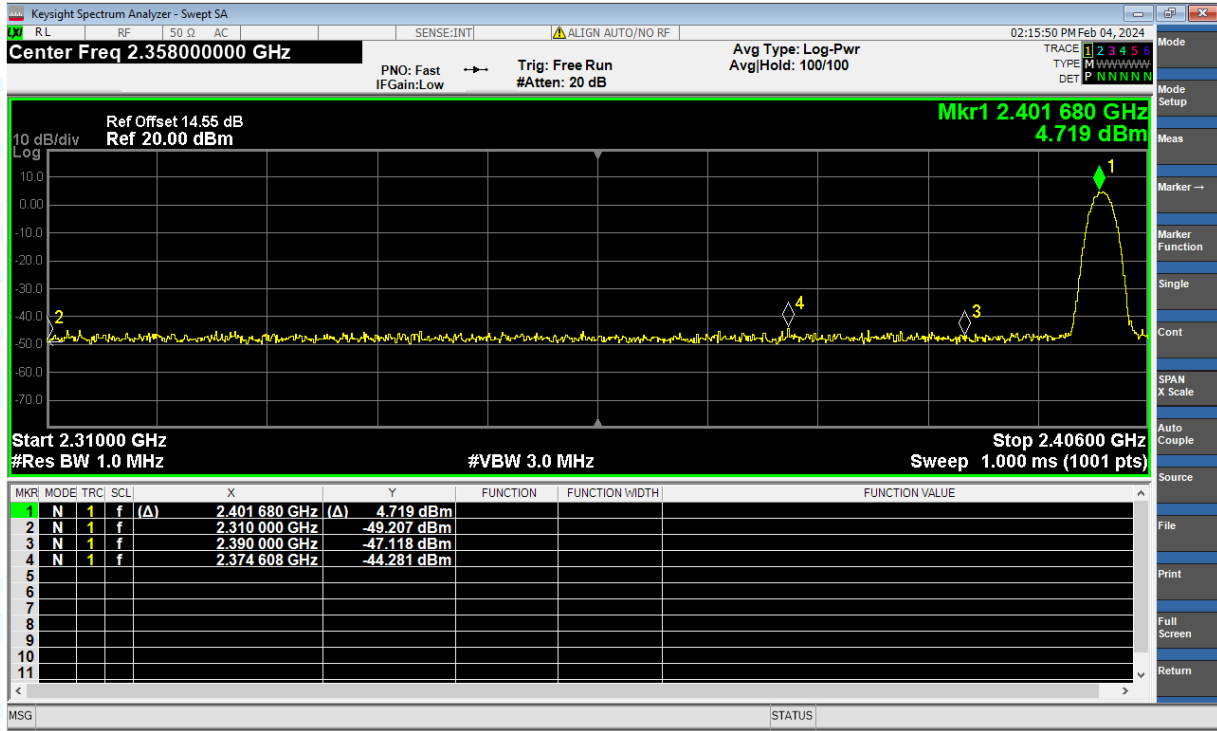 Keysight Spectrum Analyzer - Swept SA
LXI RL RF 50 Ω AC SENSE:INT ALIGN AUTO/NO RF 02:15:50 PM Feb 04, 2024
Center Freq 2.358000000 GHz
PNO: Fast
IFGain:Low
Trig: Free Run
#Atten: 20 dB
Avg Type: Log-Pwr
Avg|Hold: 100/100
TRACE 1 2 3 4 5 6
TYPE M WWWWW
DET P N N N N N
Mkr1 2.401 680 GHz
4.719 dBm
Ref Offset 14.55 dB
10 dB/div Ref 20.00 dBm
Log
10.0
0.00
-10.0
-20.0
-30.0
-40.0
-50.0
-60.0
-70.0
1
2
4
3
Start 2.31000 GHz Stop 2.40600 GHz
#Res BW 1.0 MHz #VBW 3.0 MHz Sweep 1.000 ms (1001 pts)
MKR MODE TRC SCL X Y FUNCTION FUNCTION WIDTH FUNCTION VALUE
1 N 1 f (Δ) 2.401 680 GHz (Δ) 4.719 dBm
2 N 1 f 2.310 000 GHz -49.207 dBm
3 N 1 f 2.390 000 GHz -47.118 dBm
4 N 1 f 2.374 608 GHz -44.281 dBm
5
6
7
8
9
10
11
MSG STATUS
Mode
Mode
Setup
Meas
Marker→
Marker
Function
Single
Cont
SPAN
X Scale
Auto
Couple
Source
File
Print
Full
Screen
Return